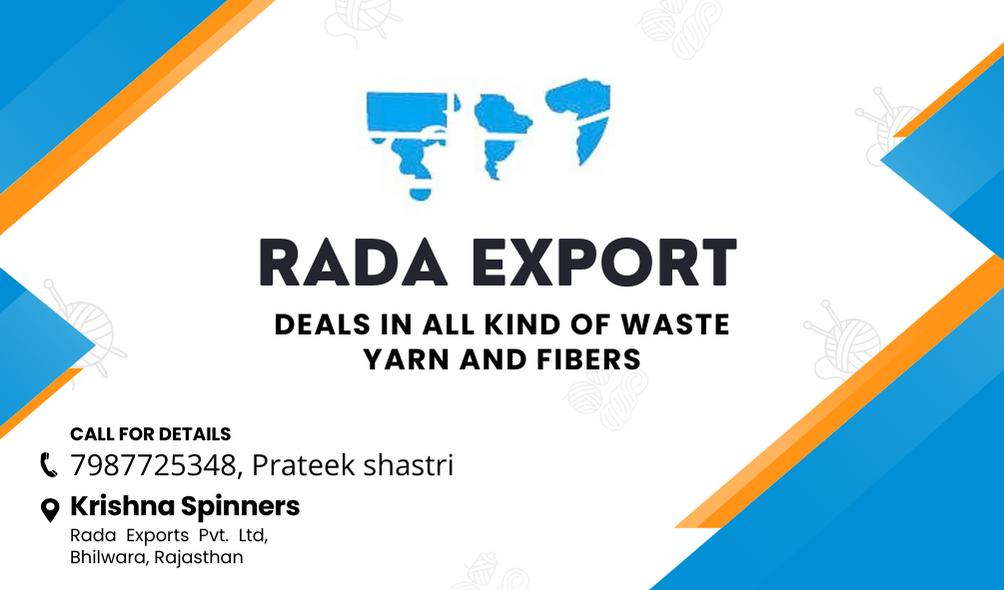 RADA EXPORT
DEALS IN ALL KIND OF WASTE
YARN AND FIBERS
CALL FOR DETAILS
7987725348, Prateek shastri
Krishna Spinners
Rada Exports Pvt. Ltd,
Bhilwara, Rajasthan